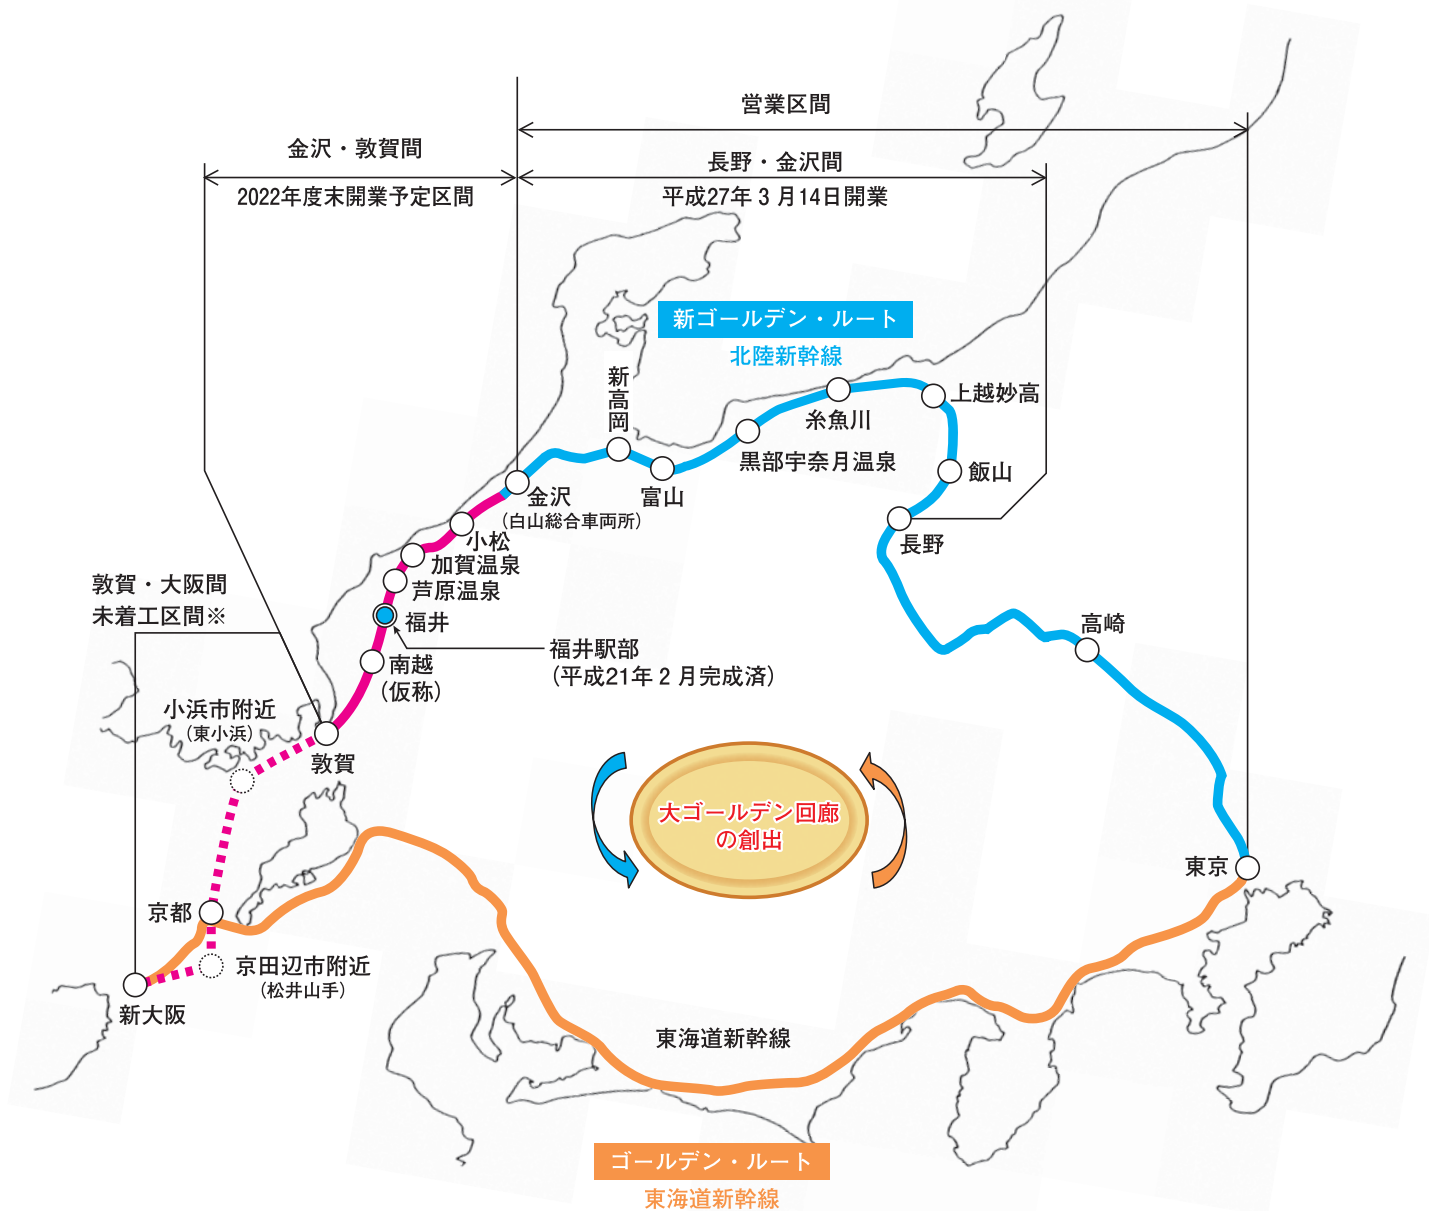 営業区間
金沢・敦賀間
2022年度末開業予定区間
長野・金沢間
平成27年3月14日開業
新ゴールデン・ルート
北陸新幹線
新高岡
上越妙高
糸魚川
黒部宇奈月温泉
飯山
富山
金沢
(白山総合車両所)
長野
小松
加賀温泉
芦原温泉
福井
敦賀・大阪間
未着工区間※
高崎
福井駅部
(平成21年2月完成済)
南越
(仮称)
小浜市附近
(東小浜)
敦賀
大ゴールデン回廊
の創出
東京
京都
京田辺市附近
(松井山手)
新大阪
東海道新幹線
ゴールデン・ルート
東海道新幹線